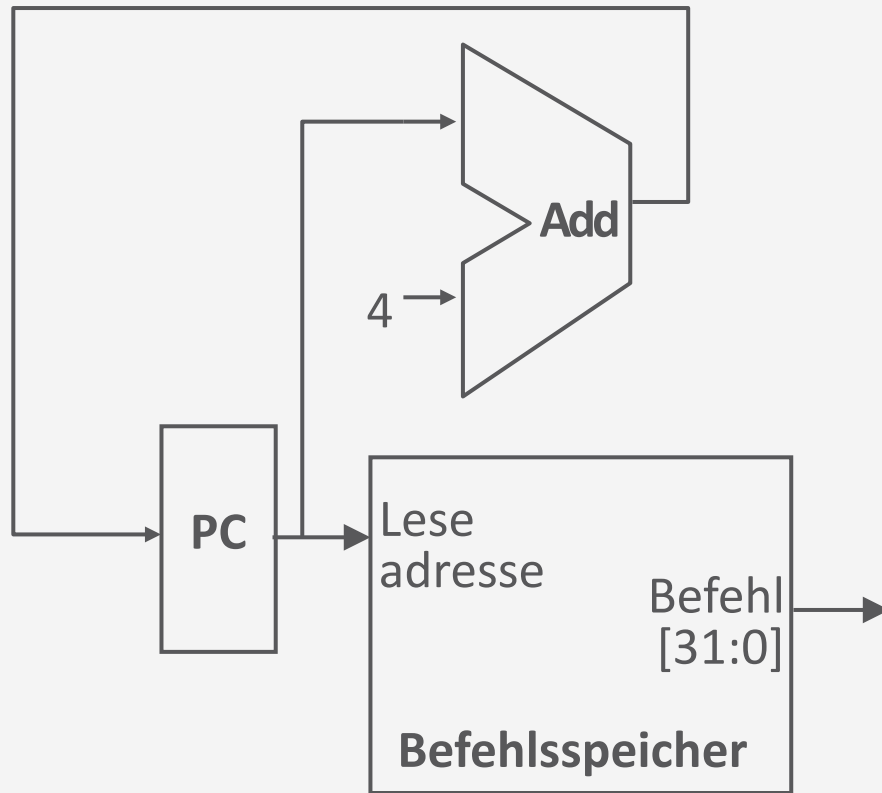 Add
4
PC
Lese
adresse
Befehl
[31:0]
Befehlsspeicher